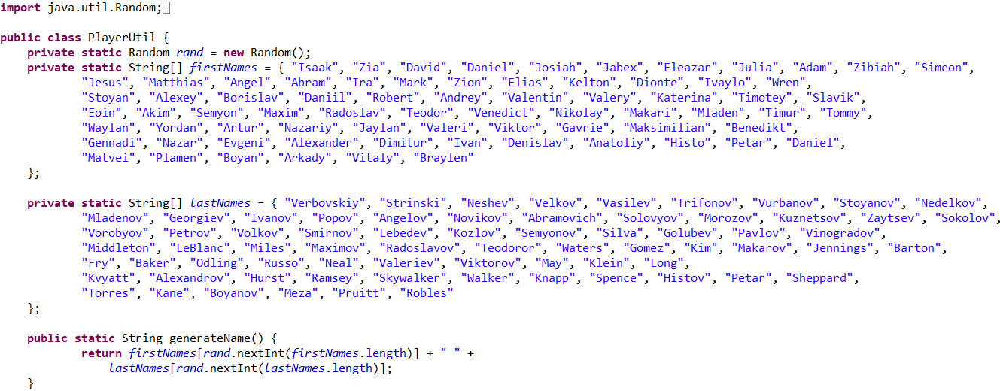 import java.util.Random;
public class PlayerUtil {
private static Random rand = new Random();
private static String[] firstNames = { "Isaak", "Zia", "David", "Daniel", "Josiah", "Jabex", "Eleazar", "Julia", "Adam", "Zibiah", "Simeon",
"Jesus", "Matthias", "Angel", "Abram", "Ira", "Mark", "Zion", "Elias", "Kelton", "Dionte", "Ivaylo", "Wren",
"Stoyan", "Alexey", "Borislav", "Daniil", "Robert", "Andrey", "Valentin", "Valery", "Katerina", "Timotey", "Slavik",
"Eoin", "Akim", "Semyon", "Maxim", "Radoslav", "Teodor", "Venedict", "Nikolay", "Makari", "Mladen", "Timur", "Tommy",
"Waylan", "Yordan", "Artur", "Nazariy", "Jaylan", "Valeri", "Viktor", "Gavrie", "Maksimilian", "Benedikt",
"Gennadi", "Nazar", "Evgeni", "Alexander", "Dimitur", "Ivan", "Denislav", "Anatoliy", "Histo", "Petar", "Daniel",
"Matvei", "Plamen", "Boyan", "Arkady", "Vitaly", "Braylen"
};
private static String[] lastNames = { "Verbovskiy", "Strinski", "Neshev", "Velkov", "Vasilev", "Trifonov", "Vurbanov", "Stoyanov", "Nedelkov",
"Mladenov", "Georgiev", "Ivanov", "Popov", "Angelov", "Novikov", "Abramovich", "Solovyov", "Morozov", "Kuznetsov", "Zaytsev", "Sokolov",
"Vorobyov", "Petrov", "Volkov", "Smirnov", "Lebedev", "Kozlov", "Semyonov", "Silva", "Golubev", "Pavlov", "Vinogradov",
"Middleton", "LeBlanc", "Miles", "Maximov", "Radoslavov", "Teodoror", "Waters", "Gomez", "Kim", "Makarov", "Jennings", "Barton",
"Fry", "Baker", "Odling", "Russo", "Neal", "Valeriev", "Viktorov", "May", "Klein", "Long",
"Kvyatt", "Alexandrov", "Hurst", "Ramsey", "Skywalker", "Walker", "Knapp", "Spence", "Histov", "Petar", "Sheppard",
"Torres", "Kane", "Boyanov", "Meza", "Pruitt", "Robles"
};
public static String generateName() {
return firstNames[rand.nextInt(firstNames.length)] + " " +
lastNames[rand.nextInt(lastNames.length)];
}